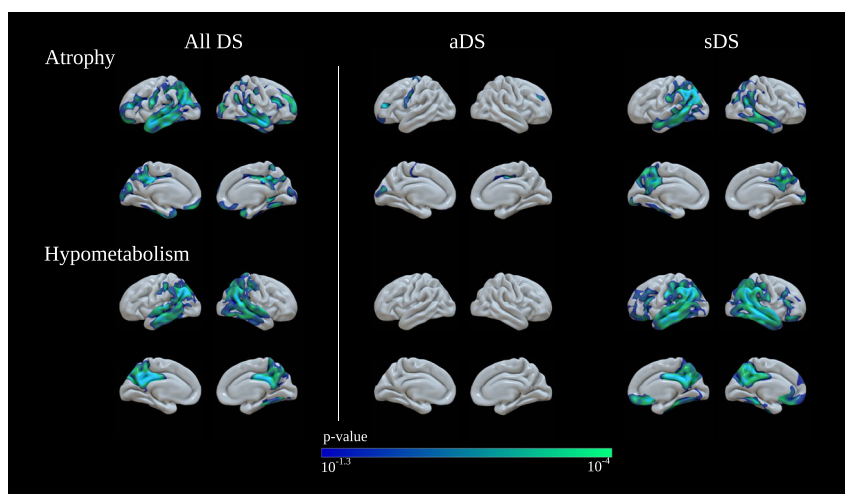 All DS aDS sDS
Atrophy
Hypometabolism
p-value
10-1.3 10-4